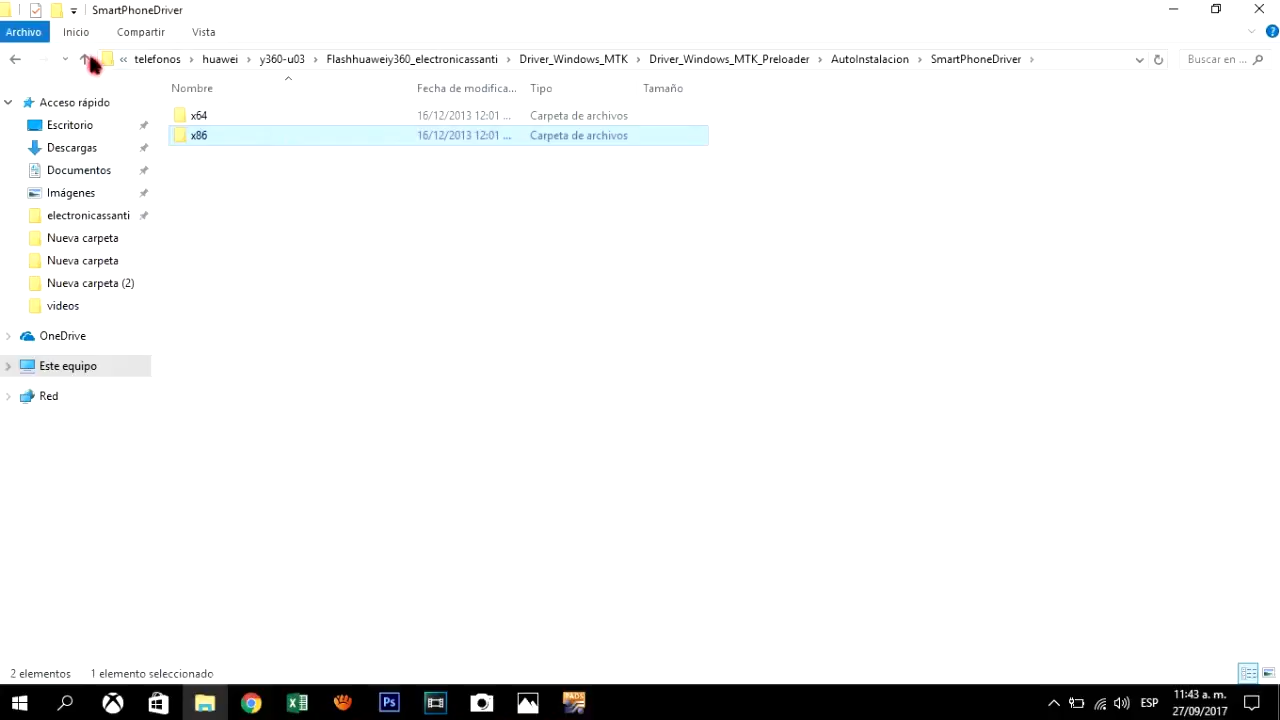 SmartPhoneDriver
Archivo Inicio Compartir Vista
« telefonos › huawei › y360-u03 › Flashhuaweiy360_electronicassanti › Driver_Windows_MTK › Driver_Windows_MTK_Preloader › AutoInstalacion › SmartPhoneDriver ›
Buscar en ...
Nombre Fecha de modifica... Tipo Tamaño
x64 16/12/2013 12:01 ... Carpeta de archivos
x86 16/12/2013 12:01 ... Carpeta de archivos
Acceso rápido
Escritorio
Descargas
Documentos
Imágenes
electronicassanti
Nueva carpeta
Nueva carpeta
Nueva carpeta (2)
videos
OneDrive
Este equipo
Red
2 elementos 1 elemento seleccionado
Ps
PADS
ESP
11:43 a. m.
27/09/2017